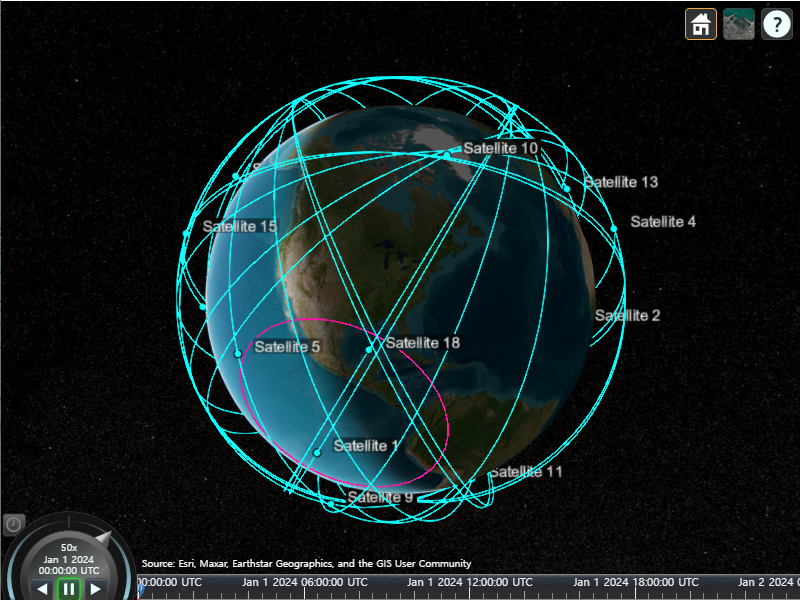 ?
Satellite 10
S
Satellite 13
Satellite 4
Satellite 15
Satellite 2
Satellite 18
Satellite 5
Satellite 1
Satellite 11
Satellite 9
50x
Jan 1 2024
00:00:00 UTC
Source: Esri, Maxar, Earthstar Geographics, and the GIS User Community
00:00:00 UTC Jan 1 2024 06:00:00 UTC Jan 1 2024 12:00:00 UTC Jan 1 2024 18:00:00 UTC Jan 2 2024 0